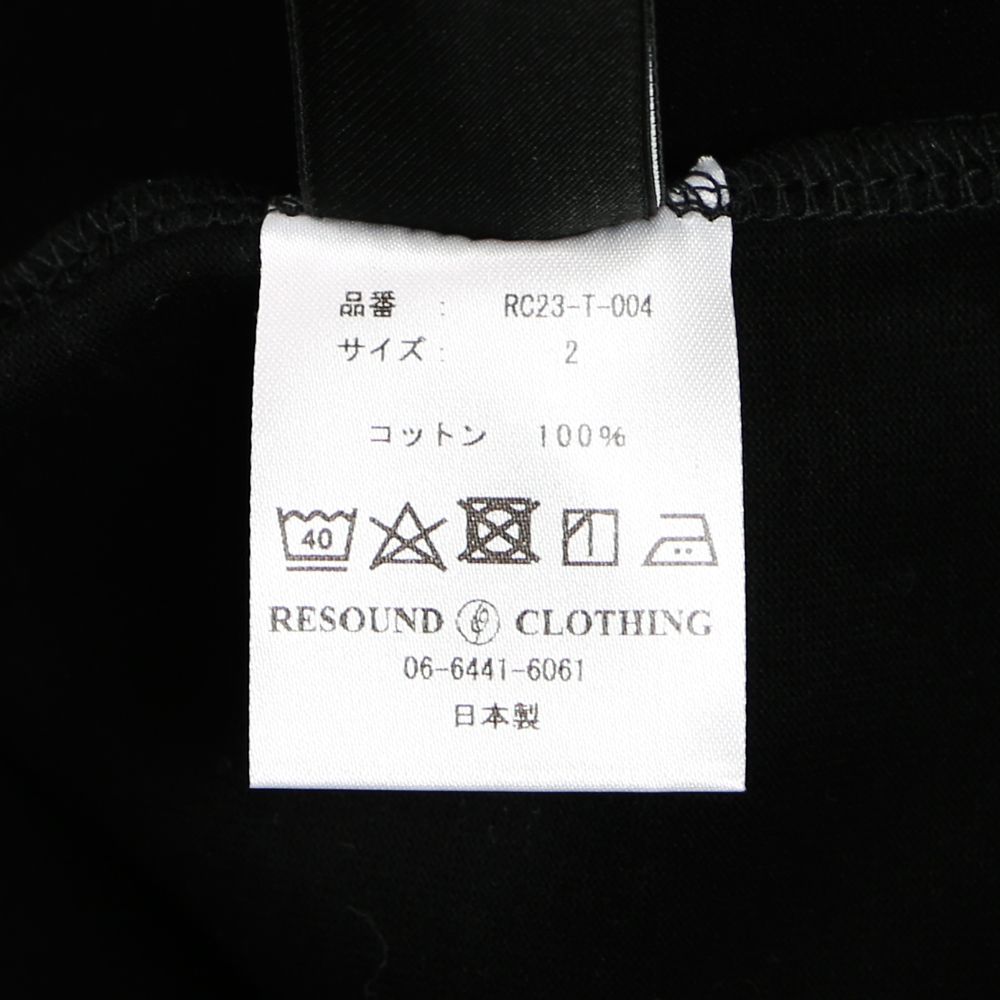 品番 : RC23-T-004
サイズ : 2
コットン 100%
40
RESOUND CLOTHING
06-6441-6061
日本製